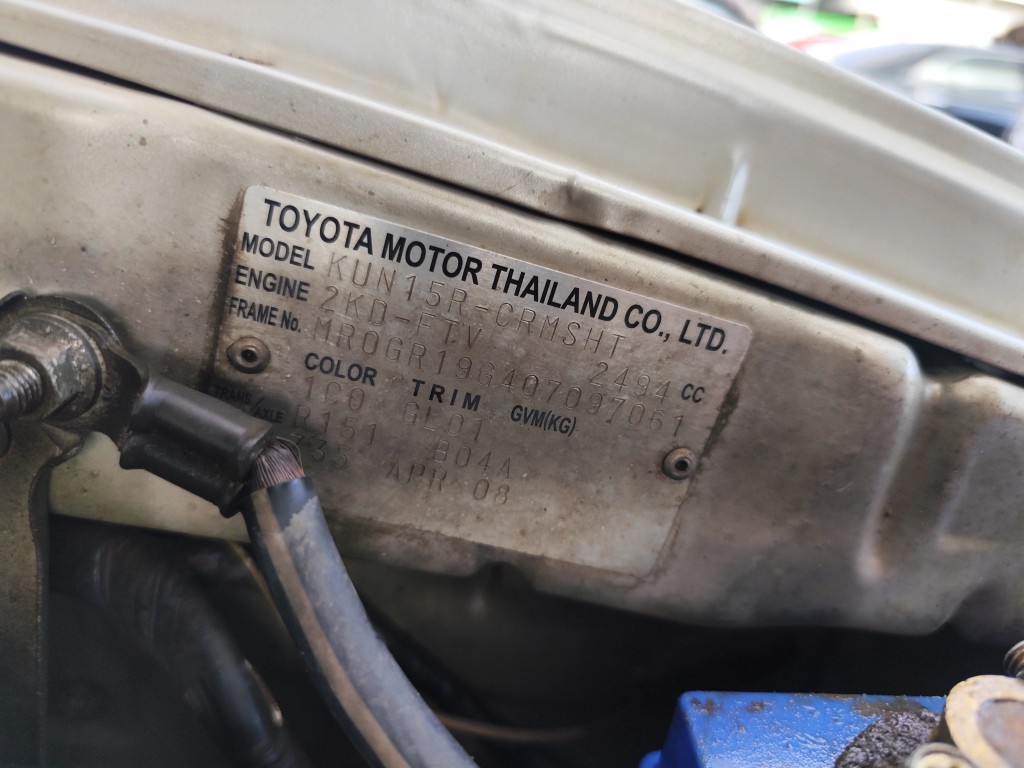 TOYOTA MOTOR THAILAND CO., LTD.
MODEL KUN15R-CRMSHT
ENGINE 2KD-FTV 2494 CC
FRAME No. MR0GR19G407097061
COLOR TRIM GVM(KG)
1C0 GL01
TRANS/AXLE R151 B04A
APR 08